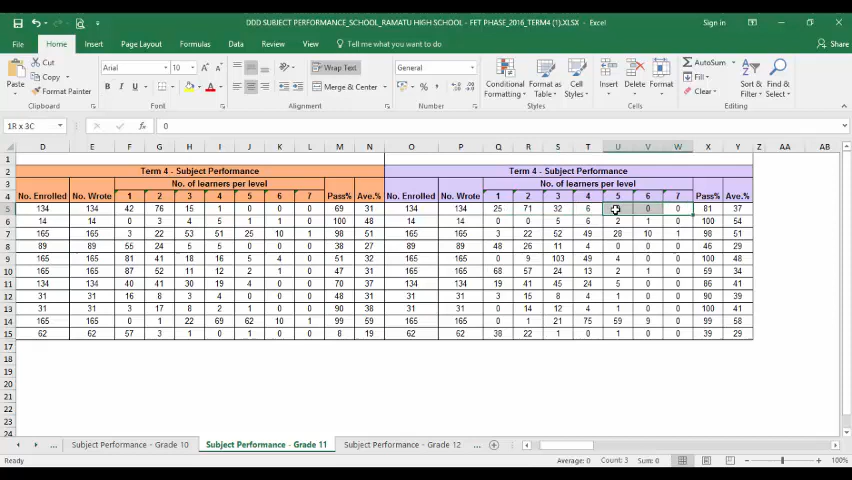 DDD SUBJECT PERFORMANCE_SCHOOL_RAMATU HIGH SCHOOL - FET PHASE_2016_TERM4 (1).XLSX - Excel
Sign in
File Home Insert Page Layout Formulas Data Review View Tell me what you want to do Share
Cut
Copy
Format Painter
Paste
Clipboard
Arial 10
B I U
Font
Wrap Text
Merge & Center
Alignment
General
% ,
Number
Conditional Formatting
Format as Table
Cell Styles
Styles
Insert Delete Format
Cells
AutoSum
Fill
Clear
Sort & Filter
Find & Select
Editing
1R x 3C fx 0
D E F G H I J K L M N O P Q R S T U V W X Y Z AA AB
1
2 Term 4 - Subject Performance Term 4 - Subject Performance
3 No. of learners per level No. of learners per level
4 No. Enrolled No. Wrote 1 2 3 4 5 6 7 Pass% Ave.% No. Enrolled No. Wrote 1 2 3 4 5 6 7 Pass% Ave.%
5 134 134 42 76 15 1 0 0 0 69 31 134 134 25 71 32 6 0 0 81 37
6 14 14 0 3 4 5 1 1 0 100 48 14 14 0 0 5 6 2 1 0 100 54
7 165 165 3 22 53 51 25 10 1 98 51 165 165 3 22 52 49 28 10 1 98 51
8 89 89 55 24 5 5 0 0 0 38 20 89 89 48 26 11 4 0 0 0 46 29
9 165 165 81 41 18 16 5 4 0 51 32 165 165 0 9 103 49 4 0 0 100 48
10 165 165 87 52 11 12 2 1 0 47 31 165 165 68 57 24 13 2 1 0 59 34
11 134 134 40 41 30 19 4 0 0 70 37 134 134 19 41 45 24 5 0 0 86 41
12 31 31 16 8 3 4 0 0 0 48 31 31 31 3 15 8 4 1 0 0 90 39
13 31 31 3 17 8 2 1 0 0 90 38 31 31 0 14 12 4 1 0 0 100 41
14 165 165 0 1 22 69 62 10 1 99 59 165 165 0 1 21 75 59 9 0 99 58
15 62 62 57 3 1 0 1 0 0 8 19 62 62 38 22 1 0 1 0 0 39 29
17
18
19
20
21
22
23
24
... Subject Performance - Grade 10 Subject Performance - Grade 11 Subject Performance - Grade 12 ...
Ready Average: 0 Count: 3 Sum: 0 100%